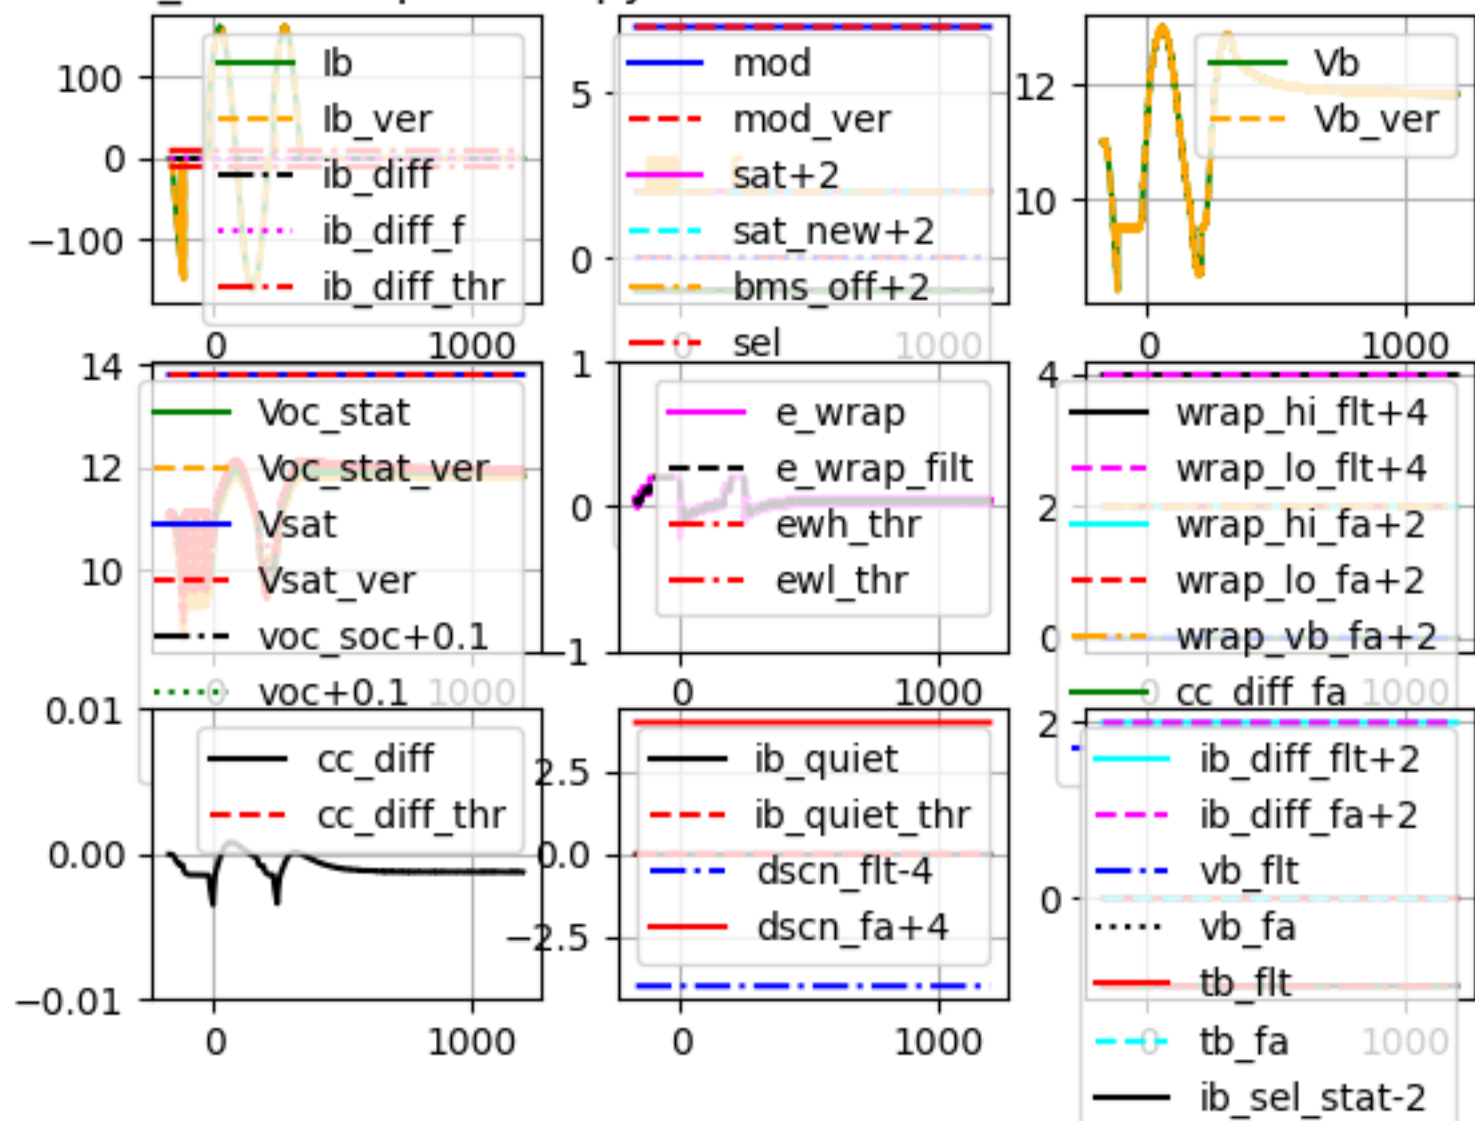 100
0
−100
Ib
Ib_ver
ib_diff
ib_diff_f
ib_diff_thr
0
1000
5
0
mod
mod_ver
sat+2
sat_new+2
bms_off+2
sel
0
1000
12
10
Vb
Vb_ver
0
1000
14
12
10
Voc_stat
Voc_stat_ver
Vsat
Vsat_ver
voc_soc+0.1
voc+0.1
0
1000
1
0
−1
e_wrap
e_wrap_filt
ewh_thr
ewl_thr
0
1000
4
2
0
wrap_hi_flt+4
wrap_lo_flt+4
wrap_hi_fa+2
wrap_lo_fa+2
wrap_vb_fa+2
cc_diff_fa
0
1000
0.01
0.00
−0.01
cc_diff
cc_diff_thr
0
1000
2.5
0.0
−2.5
ib_quiet
ib_quiet_thr
dscn_flt-4
dscn_fa+4
0
1000
2
0
ib_diff_flt+2
ib_diff_fa+2
vb_flt
vb_fa
tb_flt
tb_fa
ib_sel_stat-2
0
1000